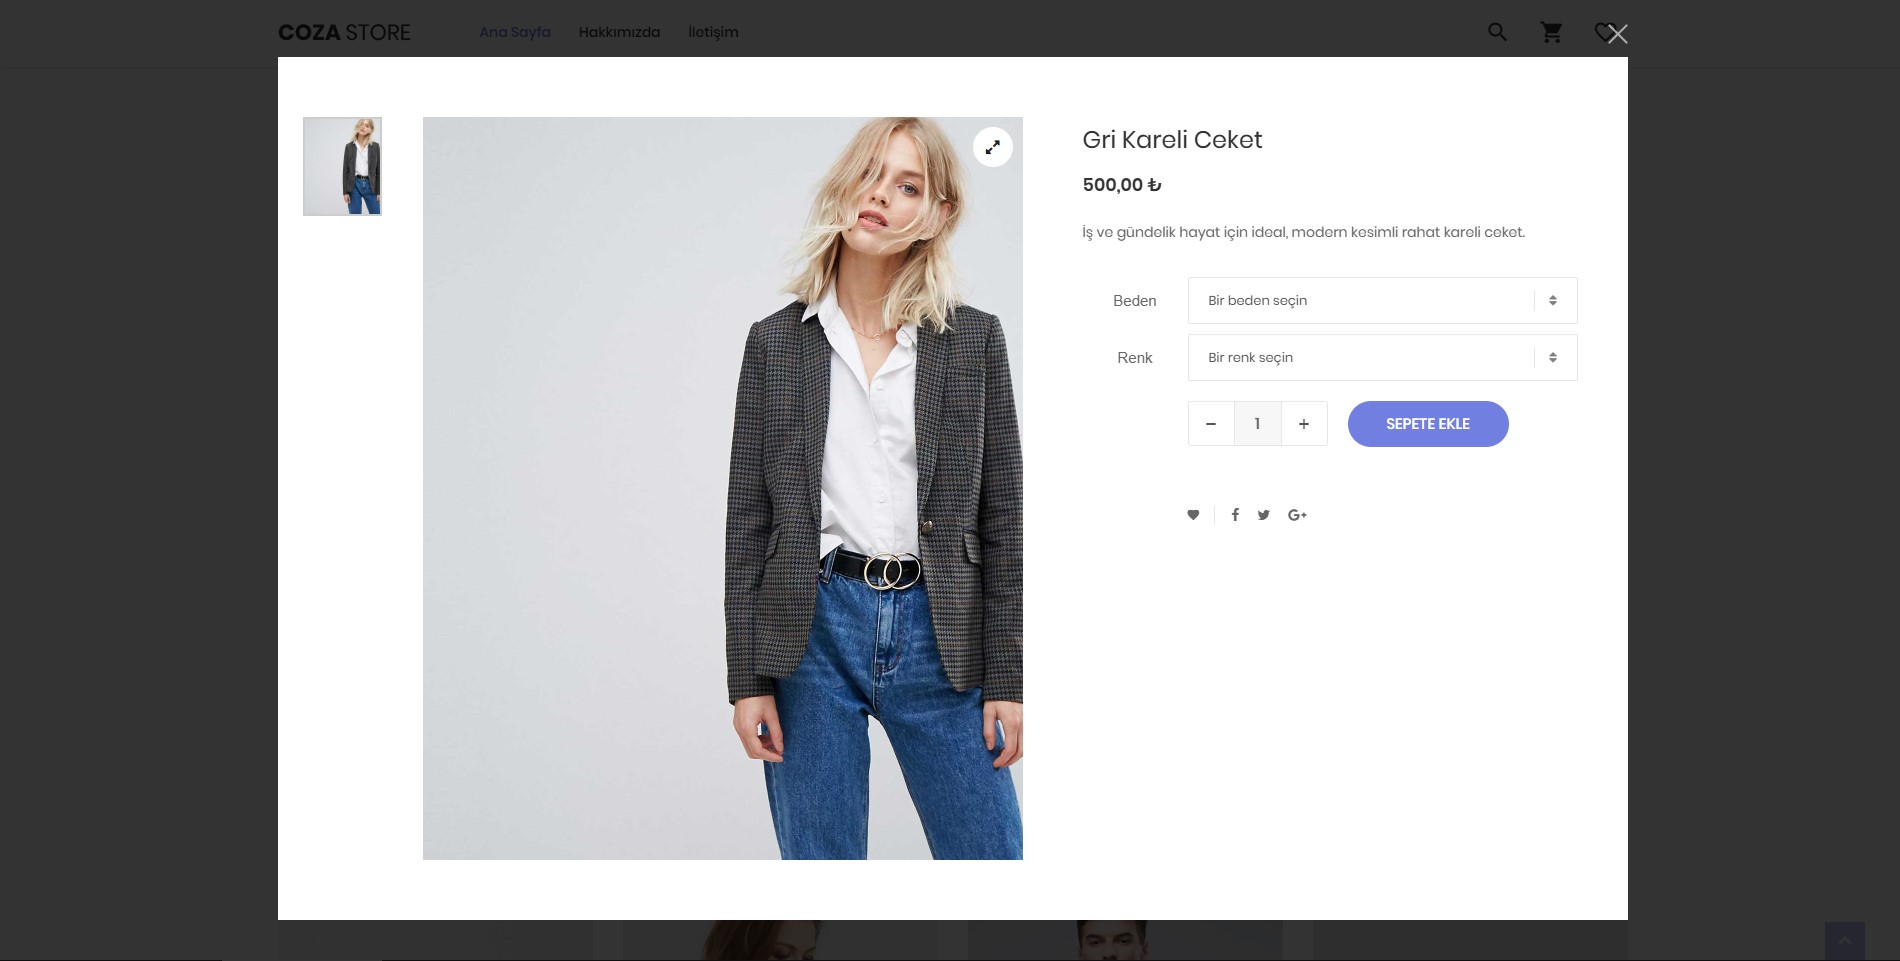 COZA STORE
Ana Sayfa
Hakkımızda
İletişim
Gri Kareli Ceket
500,00 ₺
İş ve gündelik hayat için ideal, modern kesimli rahat kareli ceket.
Beden
Bir beden seçin
Renk
Bir renk seçin
1
SEPETE EKLE